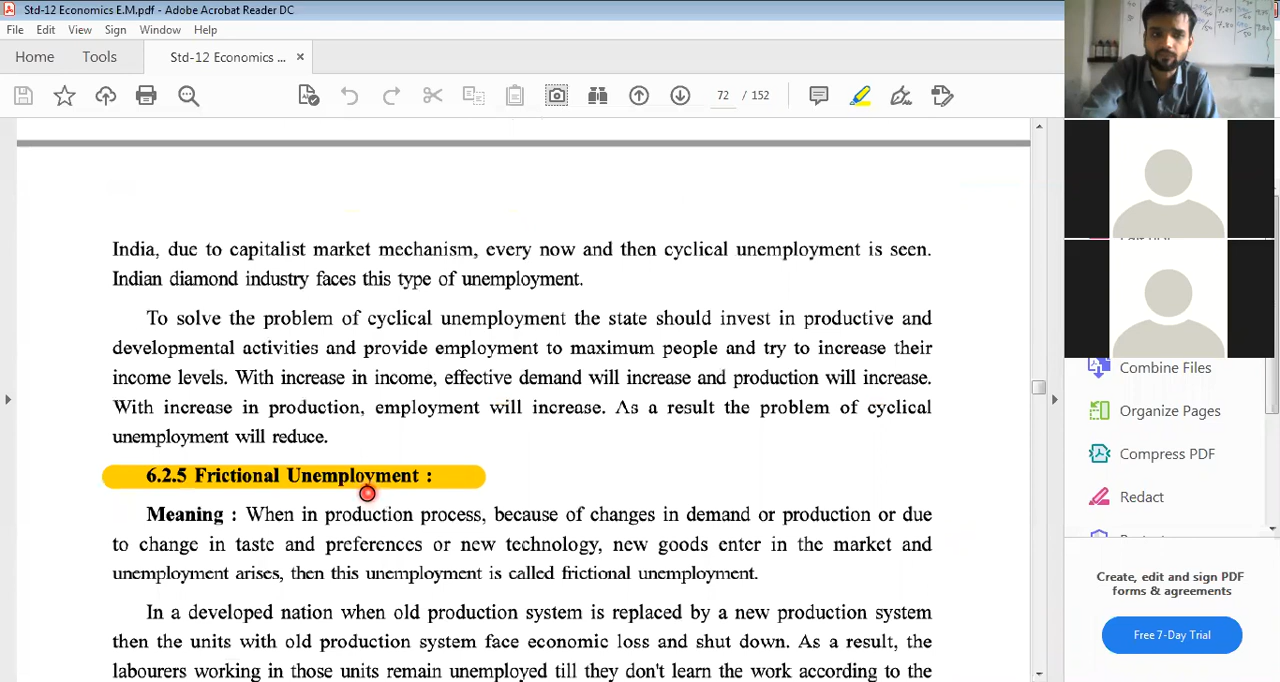 Std-12 Economics E.M.pdf - Adobe Acrobat Reader DC
File Edit View Sign Window Help
Home Tools Std-12 Economics ... ×
72 / 152
India, due to capitalist market mechanism, every now and then cyclical unemployment is seen.
Indian diamond industry faces this type of unemployment.
To solve the problem of cyclical unemployment the state should invest in productive and
developmental activities and provide employment to maximum people and try to increase their
income levels. With increase in income, effective demand will increase and production will increase.
With increase in production, employment will increase. As a result the problem of cyclical
unemployment will reduce.
6.2.5 Frictional Unemployment :
Meaning : When in production process, because of changes in demand or production or due
to change in taste and preferences or new technology, new goods enter in the market and
unemployment arises, then this unemployment is called frictional unemployment.
In a developed nation when old production system is replaced by a new production system
then the units with old production system face economic loss and shut down. As a result, the
labourers working in those units remain unemployed till they don't learn the work according to the
Combine Files
Organize Pages
Compress PDF
Redact
Create, edit and sign PDF
forms & agreements
Free 7-Day Trial